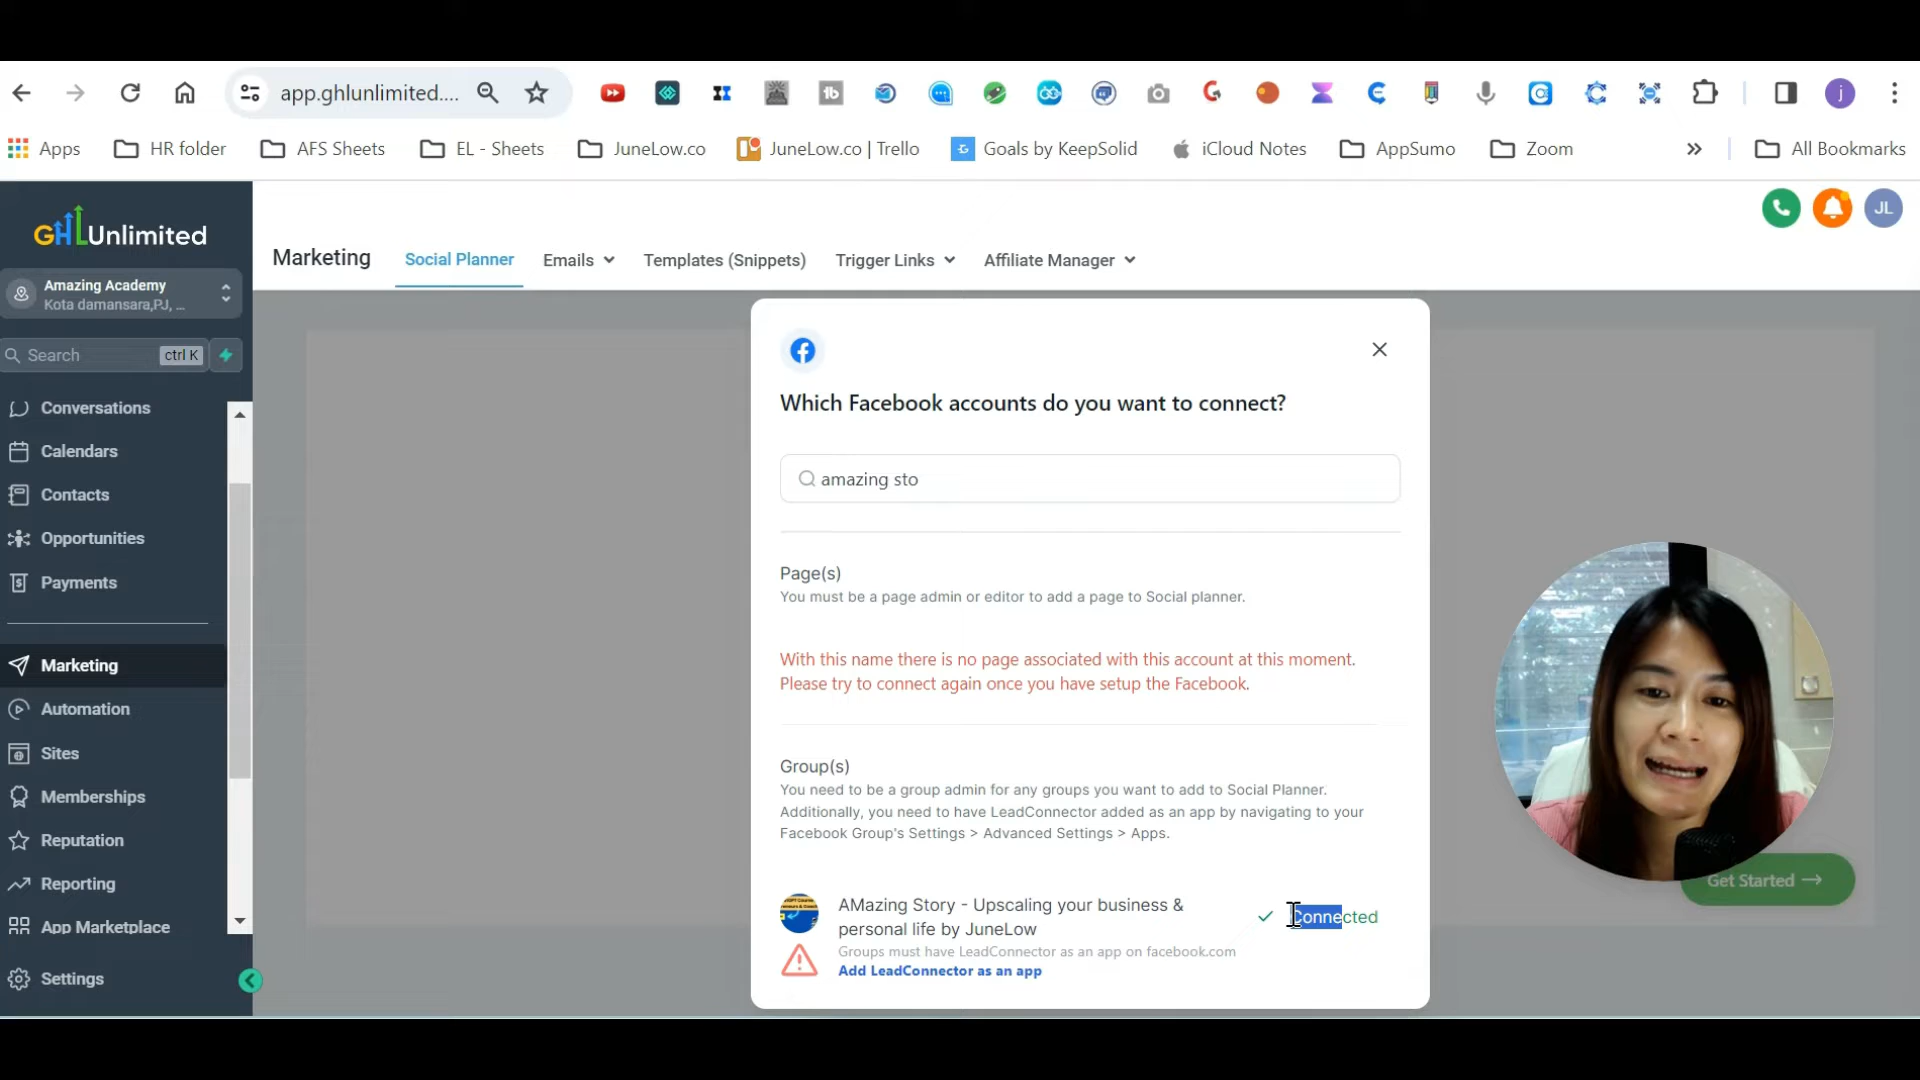 app.ghlunlimited....
j
Apps
HR folder
AFS Sheets
EL - Sheets
JuneLow.co
JuneLow.co | Trello
Goals by KeepSolid
iCloud Notes
AppSumo
Zoom
All Bookmarks
GHLUnlimited
Amazing Academy
Kota damansara,PJ, ...
Search
ctrl K
Conversations
Calendars
Contacts
Opportunities
Payments
Marketing
Automation
Sites
Memberships
Reputation
Reporting
App Marketplace
Settings
Marketing
Social Planner
Emails
Templates (Snippets)
Trigger Links
Affiliate Manager
JL
Which Facebook accounts do you want to connect?
amazing sto
Page(s)
You must be a page admin or editor to add a page to Social planner.
With this name there is no page associated with this account at this moment.
Please try to connect again once you have setup the Facebook.
Group(s)
You need to be a group admin for any groups you want to add to Social Planner.
Additionally, you need to have LeadConnector added as an app by navigating to your
Facebook Group's Settings > Advanced Settings > Apps.
AMazing Story - Upscaling your business &
personal life by JuneLow
Connected
Groups must have LeadConnector as an app on facebook.com
Add LeadConnector as an app
Get Started